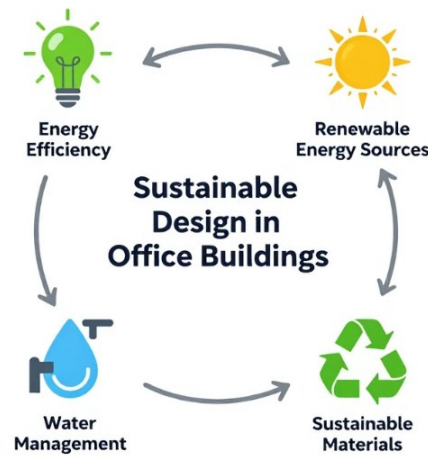 Energy
Efficiency
Renewable
Energy Sources
Sustainable
Design in
Office Buildings
Water
Management
Sustainable
Materials